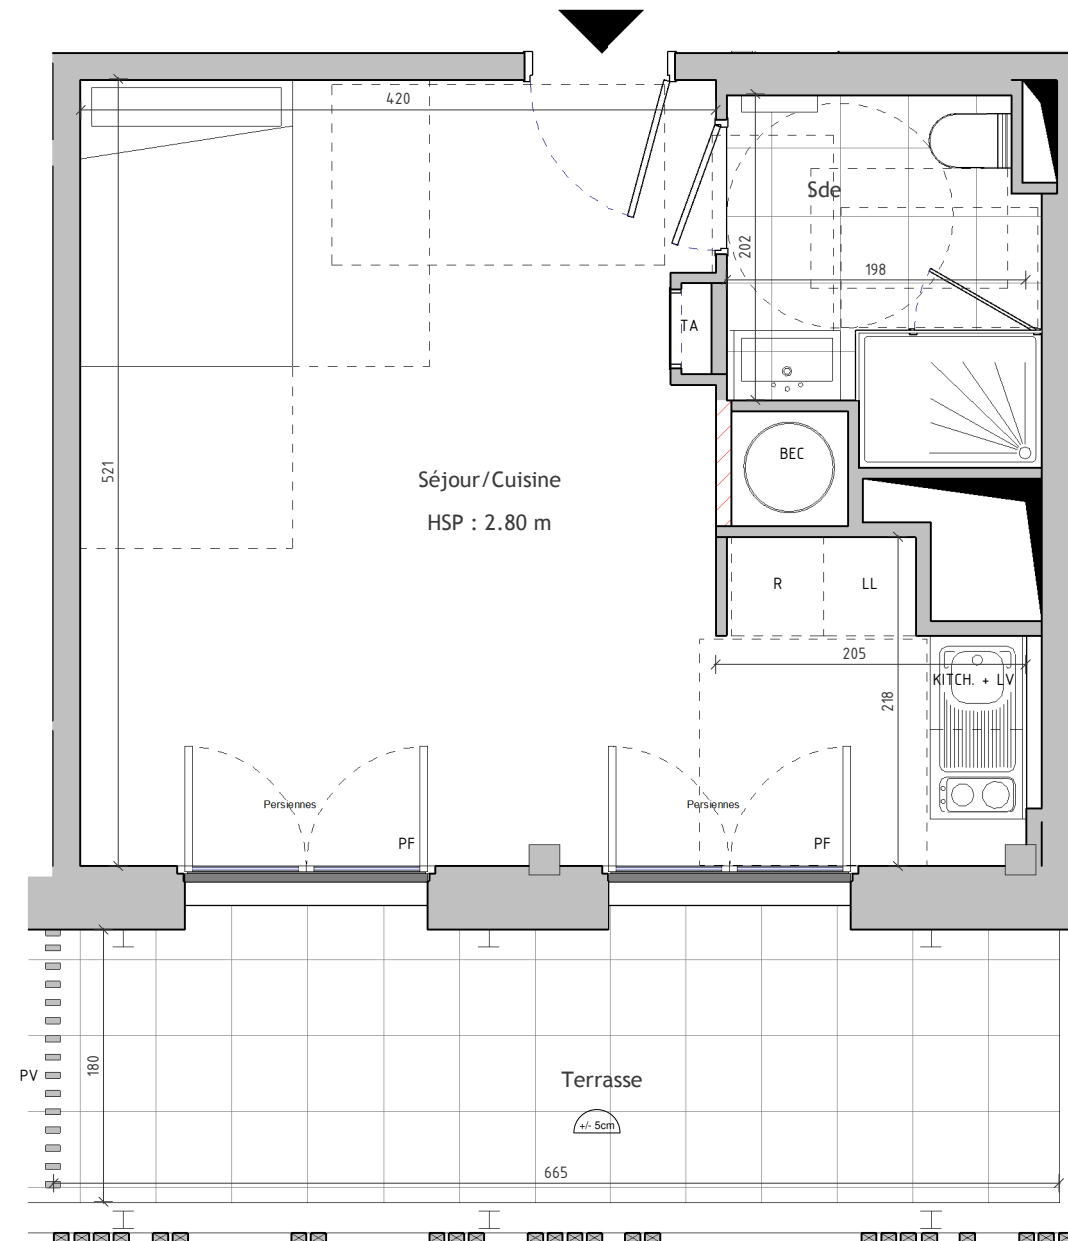 420
Sde
202
198
TA
BEC
521
Séjour/Cuisine
HSP : 2.80 m
R
LL
205
KITCH. + LV
218
Persiennes
Persiennes
PF
PF
PV
180
Terrasse
+/- 5cm
665